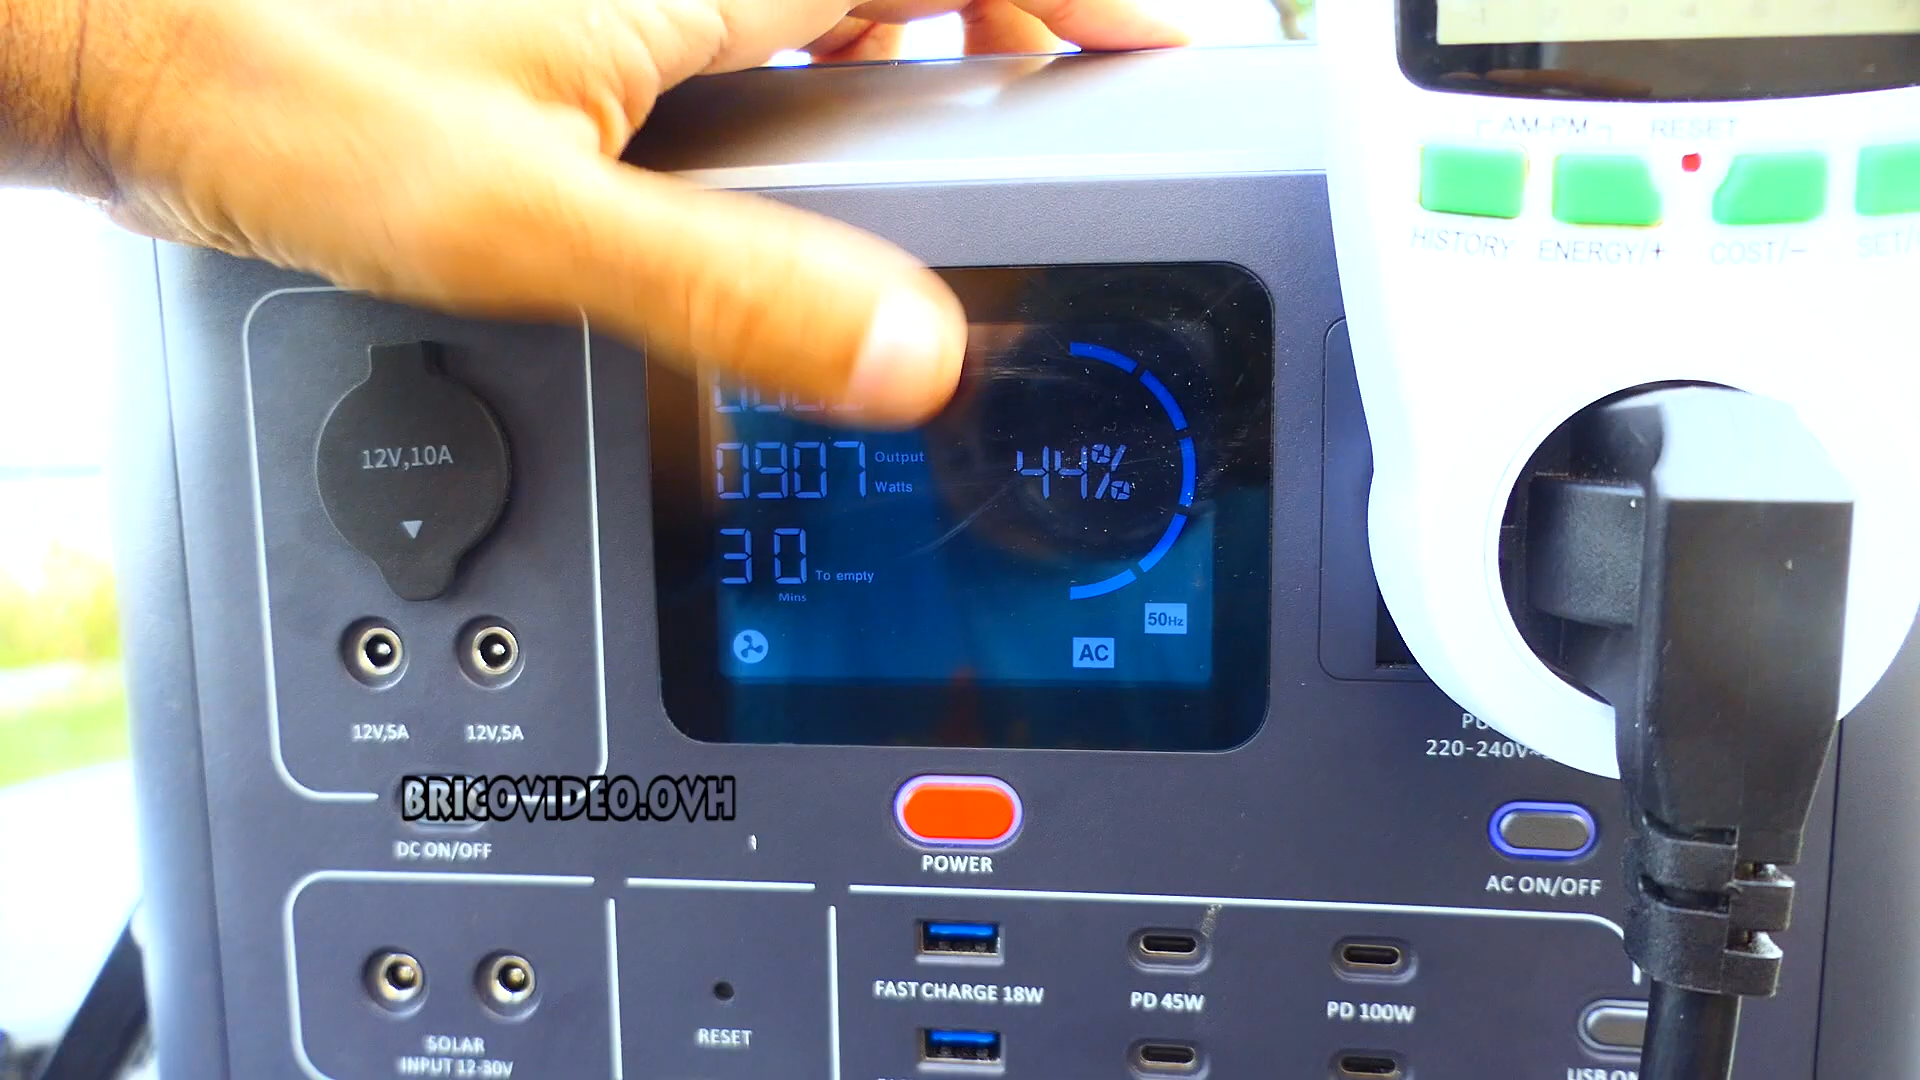 AM-PM RESET
HISTORY ENERGY/+ COST/-
12V,10A
0907 Output
Watts
44%
30 To empty
Mins
50Hz
AC
12V,5A 12V,5A
220-240V
BRICOVIDEO.OVH
DC ON/OFF
POWER
AC ON/OFF
FAST CHARGE 18W
PD 45W
PD 100W
RESET
SOLAR
INPUT 12-30V